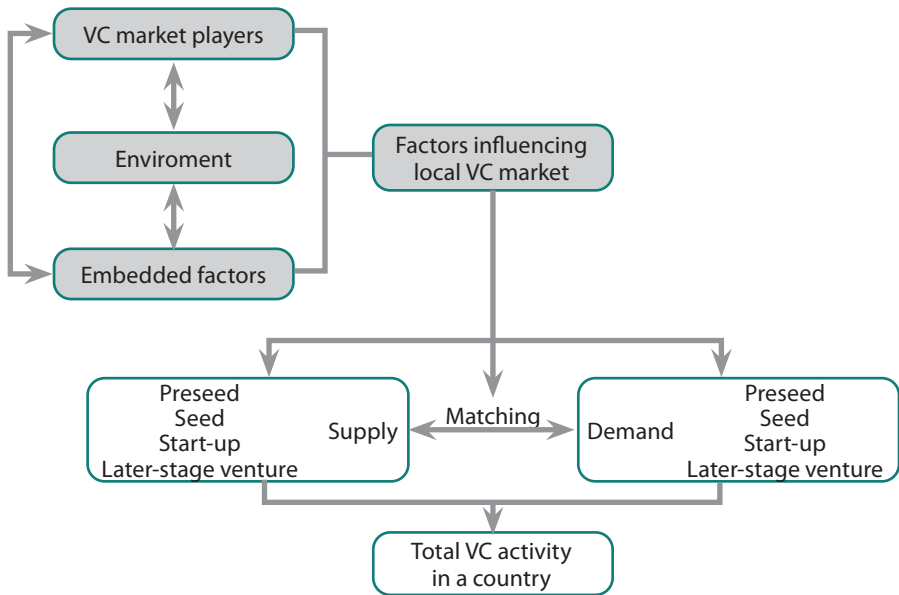 VC market players
Enviroment
Embedded factors
Factors influencing
local VC market
Preseed
Seed
Start-up
Later-stage venture
Supply
Matching
Demand
Preseed
Seed
Start-up
Later-stage venture
Total VC activity
in a country